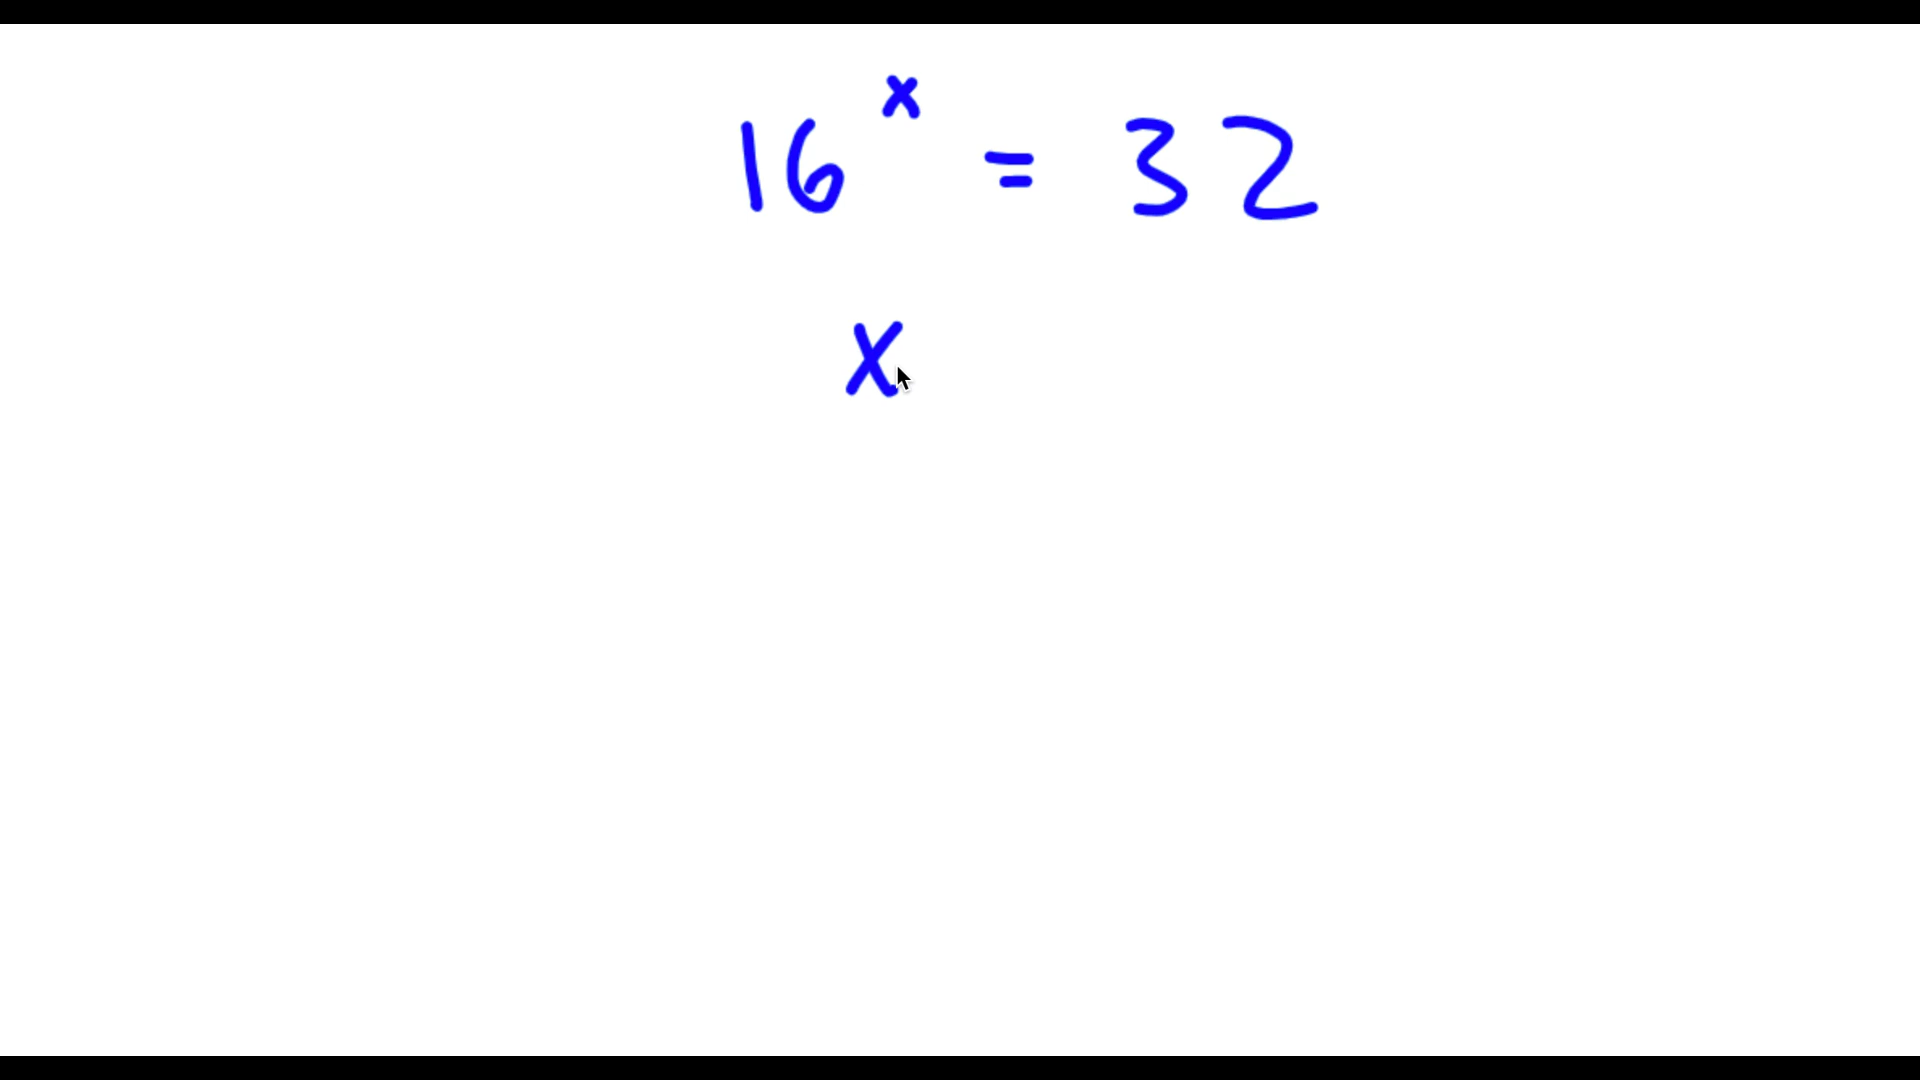 16^x = 32
x